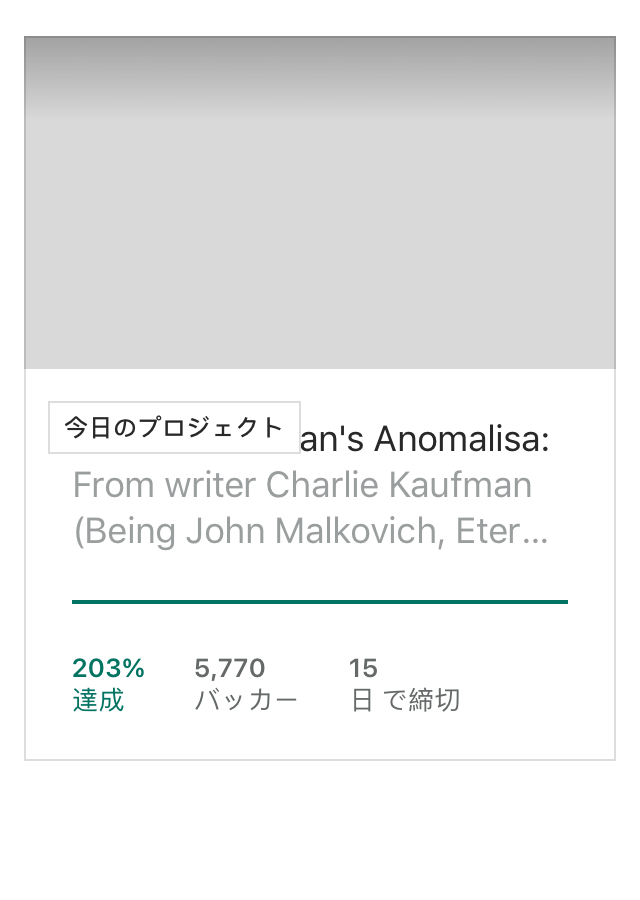 今日のプロジェクト
an's Anomalisa:
From writer Charlie Kaufman
(Being John Malkovich, Eter…
203%
達成
5,770
バッカー
15
日 で締切